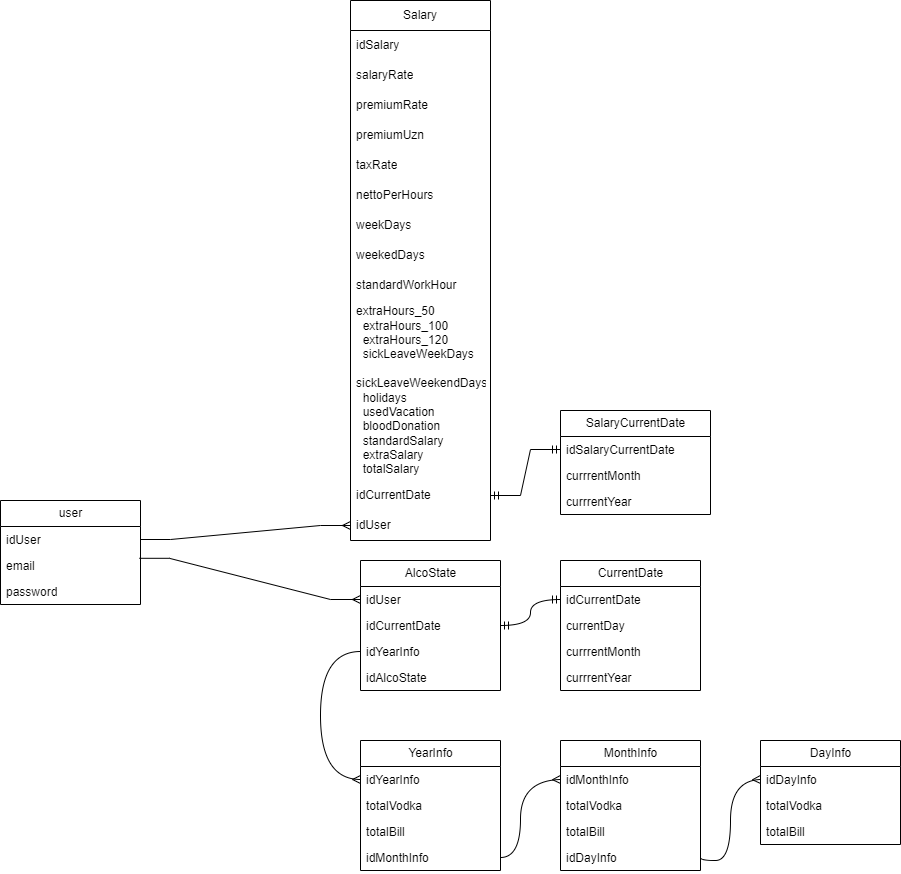 Salary
idSalary
salaryRate
premiumRate
premiumUzn
taxRate
nettoPerHours
weekDays
weekedDays
standardWorkHour
extraHours_50
extraHours_100
extraHours_120
sickLeaveWeekDays
sickLeaveWeekendDays
holidays
usedVacation
bloodDonation
standardSalary
extraSalary
totalSalary
idCurrentDate
idUser
SalaryCurrentDate
idSalaryCurrentDate
currrentMonth
currrentYear
user
idUser
email
password
AlcoState
idUser
idCurrentDate
idYearInfo
idAlcoState
CurrentDate
idCurrentDate
currentDay
currrentMonth
currrentYear
YearInfo
idYearInfo
totalVodka
totalBill
idMonthInfo
MonthInfo
idMonthInfo
totalVodka
totalBill
idDayInfo
DayInfo
idDayInfo
totalVodka
totalBill